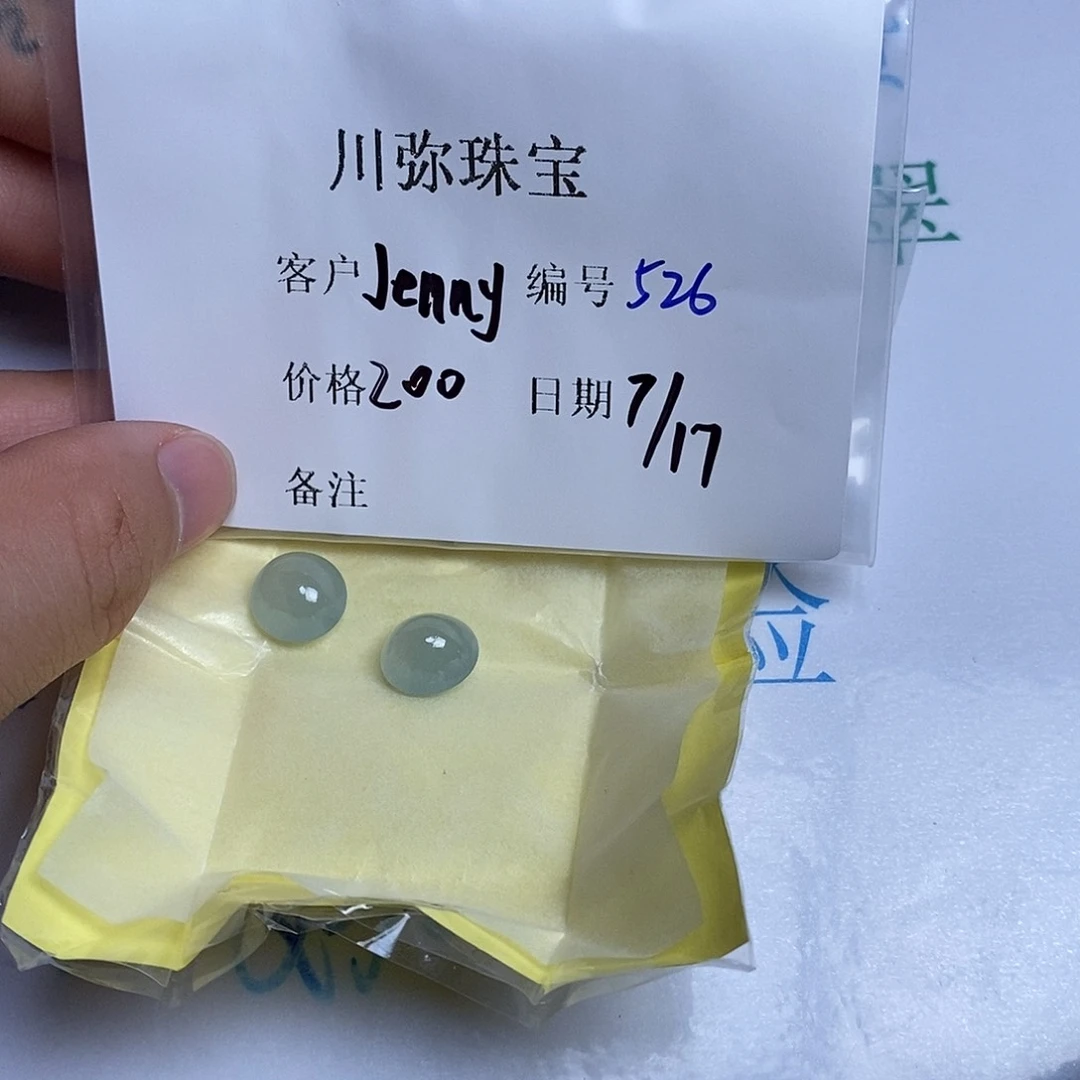 川弥珠宝
客户Jenny 编号526
价格200 日期7/17
备注